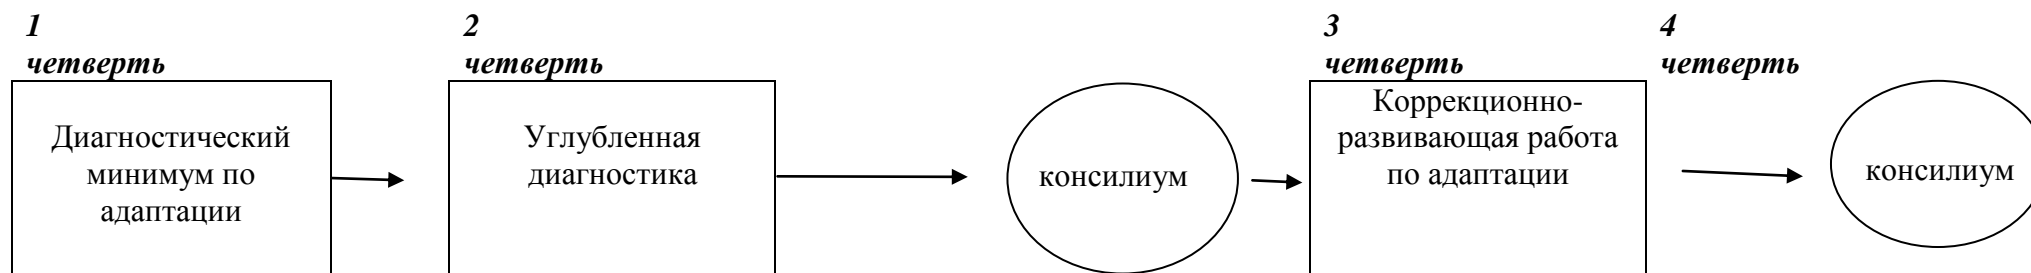 1
четверть
2
четверть
3
четверть
4
четверть
Диагностический
минимум по
адаптации
Углубленная
диагностика
консилиум
Коррекционно-
развивающая работа
по адаптации
консилиум